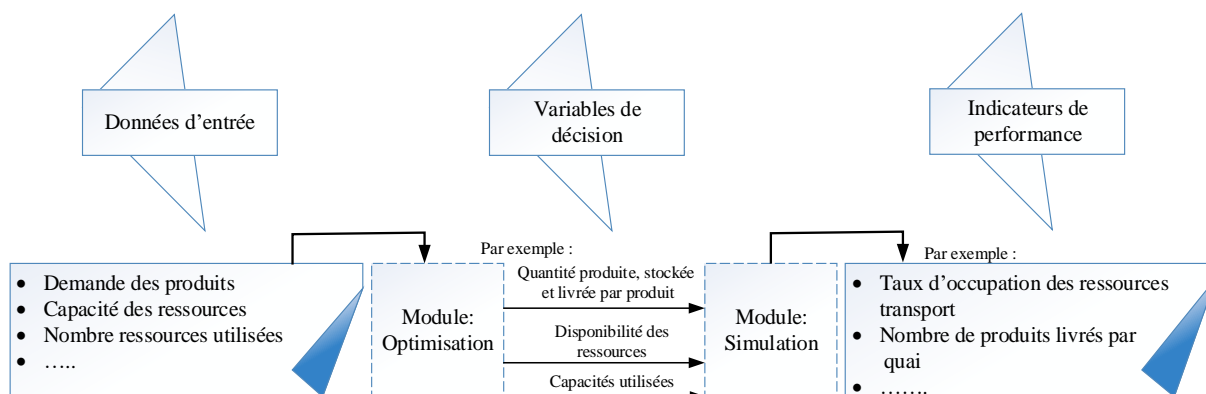 Données d’entrée
Variables de
décision
Indicateurs de
performance
Par exemple :
Par exemple :
• Demande des produits
• Capacité des ressources
• Nombre ressources utilisées
• …..
Module:
Optimisation
Quantité produite, stockée
et livrée par produit
Disponibilité des
ressources
Capacités utilisées
Module:
Simulation
• Taux d’occupation des ressources
transport
• Nombre de produits livrés par
quai
• …….